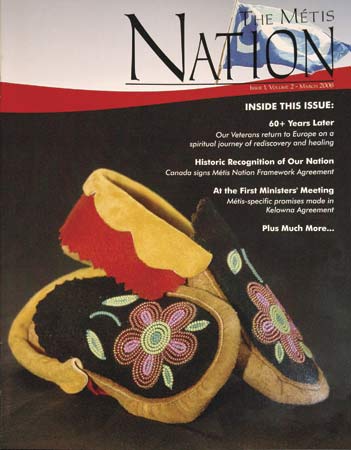 THE MÉTIS
NATION
ISSUE 1, VOLUME 2 - MARCH 2006
INSIDE THIS ISSUE:
60+ Years Later
Our Veterans return to Europe on a
spiritual journey of rediscovery and healing
Historic Recognition of Our Nation
Canada signs Métis Nation Framework Agreement
At the First Ministers' Meeting
Métis-specific promises made in
Kelowna Agreement
Plus Much More...